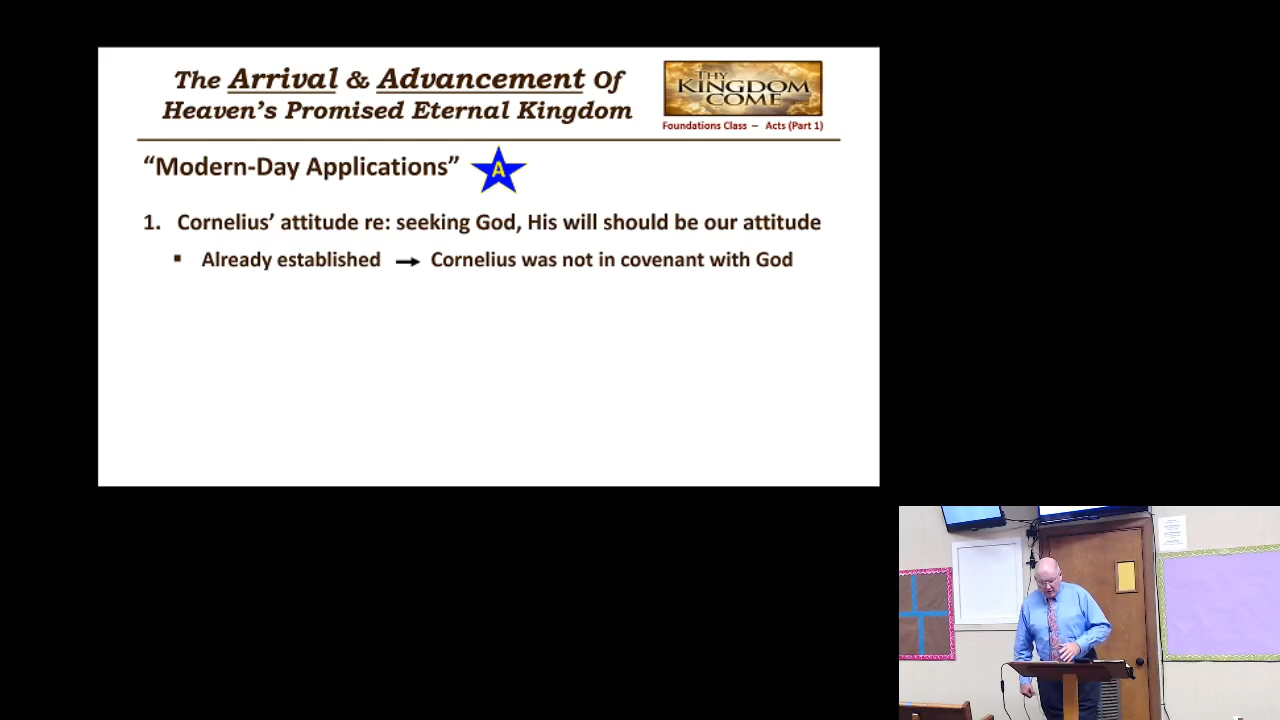 The Arrival & Advancement Of
Heaven's Promised Eternal Kingdom
THY
KINGDOM
COME
Foundations Class – Acts (Part 1)
“Modern-Day Applications”
A
1. Cornelius’ attitude re: seeking God, His will should be our attitude
▪ Already established → Cornelius was not in covenant with God